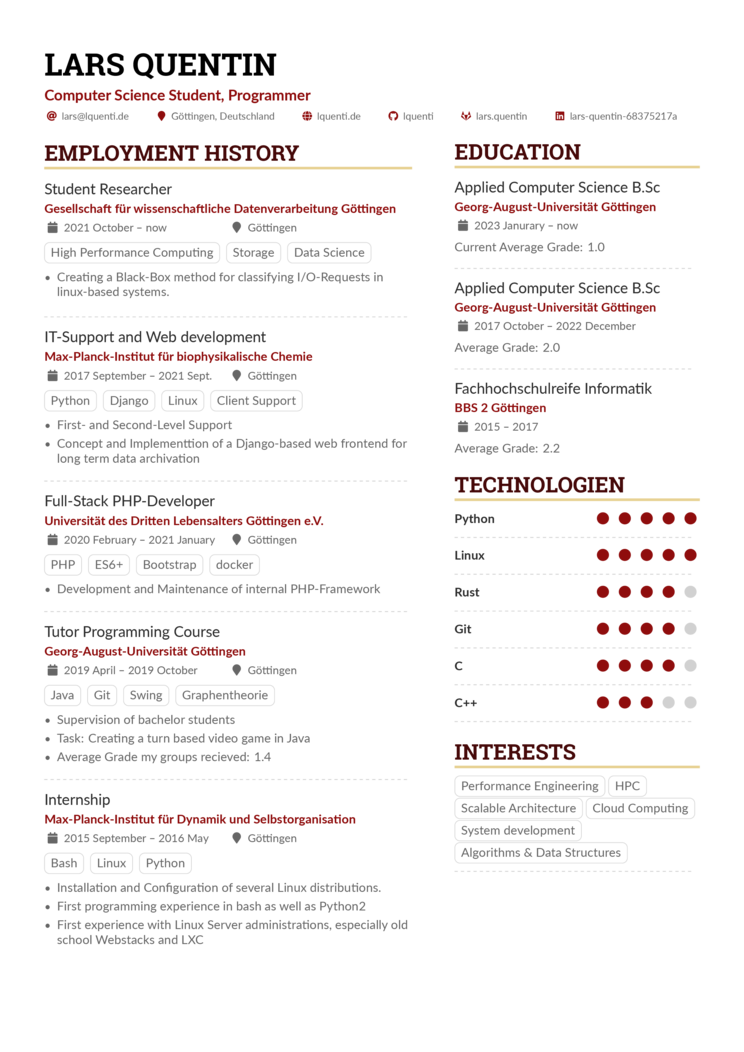 LARS QUENTIN
Computer Science Student, Programmer
lars@lquenti.de Göttingen, Deutschland lquenti.de lquenti lars.quentin lars-quentin-68375217a
EMPLOYMENT HISTORY
Student Researcher
Gesellschaft für wissenschaftliche Datenverarbeitung Göttingen
2021 October – now Göttingen
High Performance Computing Storage Data Science
• Creating a Black-Box method for classifying I/O-Requests in
linux-based systems.
IT-Support and Web development
Max-Planck-Institut für biophysikalische Chemie
2017 September – 2021 Sept. Göttingen
Python Django Linux Client Support
• First- and Second-Level Support
• Concept and Implementtion of a Django-based web frontend for
long term data archivation
Full-Stack PHP-Developer
Universität des Dritten Lebensalters Göttingen e.V.
2020 February – 2021 January Göttingen
PHP ES6+ Bootstrap docker
• Development and Maintenance of internal PHP-Framework
Tutor Programming Course
Georg-August-Universität Göttingen
2019 April – 2019 October Göttingen
Java Git Swing Graphentheorie
• Supervision of bachelor students
• Task: Creating a turn based video game in Java
• Average Grade my groups recieved: 1.4
Internship
Max-Planck-Institut für Dynamik und Selbstorganisation
2015 September – 2016 May Göttingen
Bash Linux Python
• Installation and Configuration of several Linux distributions.
• First programming experience in bash as well as Python2
• First experience with Linux Server administrations, especially old
school Webstacks and LXC
EDUCATION
Applied Computer Science B.Sc
Georg-August-Universität Göttingen
2023 Janurary – now
Current Average Grade: 1.0
Applied Computer Science B.Sc
Georg-August-Universität Göttingen
2017 October – 2022 December
Average Grade: 2.0
Fachhochschulreife Informatik
BBS 2 Göttingen
2015 – 2017
Average Grade: 2.2
TECHNOLOGIEN
Python
Linux
Rust
Git
C
C++
INTERESTS
Performance Engineering HPC
Scalable Architecture Cloud Computing
System development
Algorithms & Data Structures